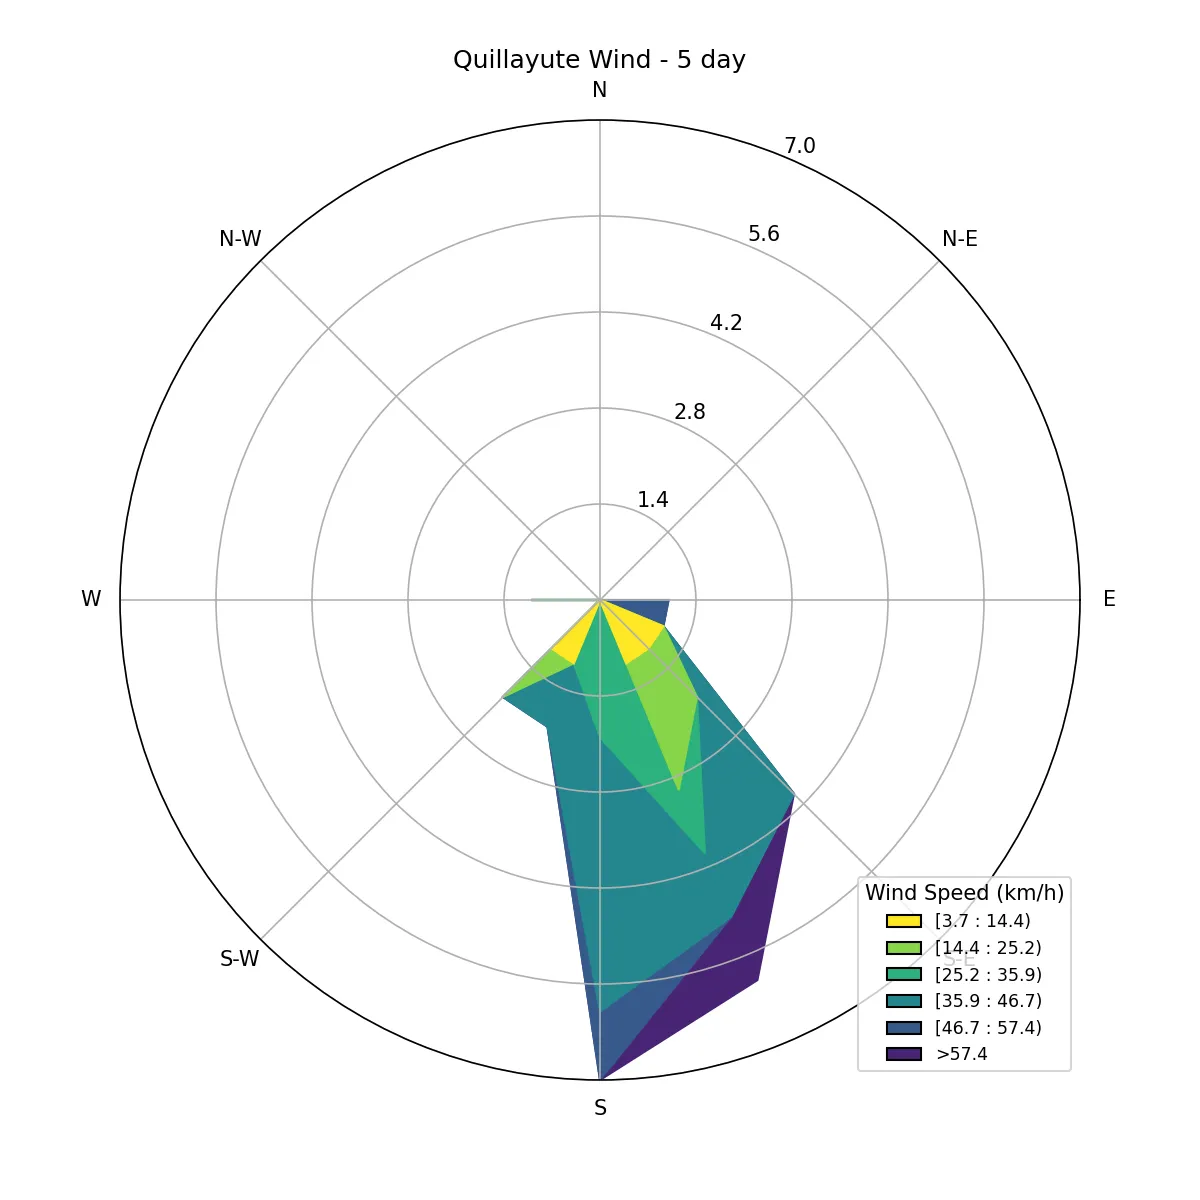 Quillayute Wind - 5 day
N
7.0
N-W
5.6
N-E
4.2
2.8
1.4
W
E
S-W
S-E
S
Wind Speed (km/h)
[3.7 : 14.4)
[14.4 : 25.2)
[25.2 : 35.9)
[35.9 : 46.7)
[46.7 : 57.4)
>57.4